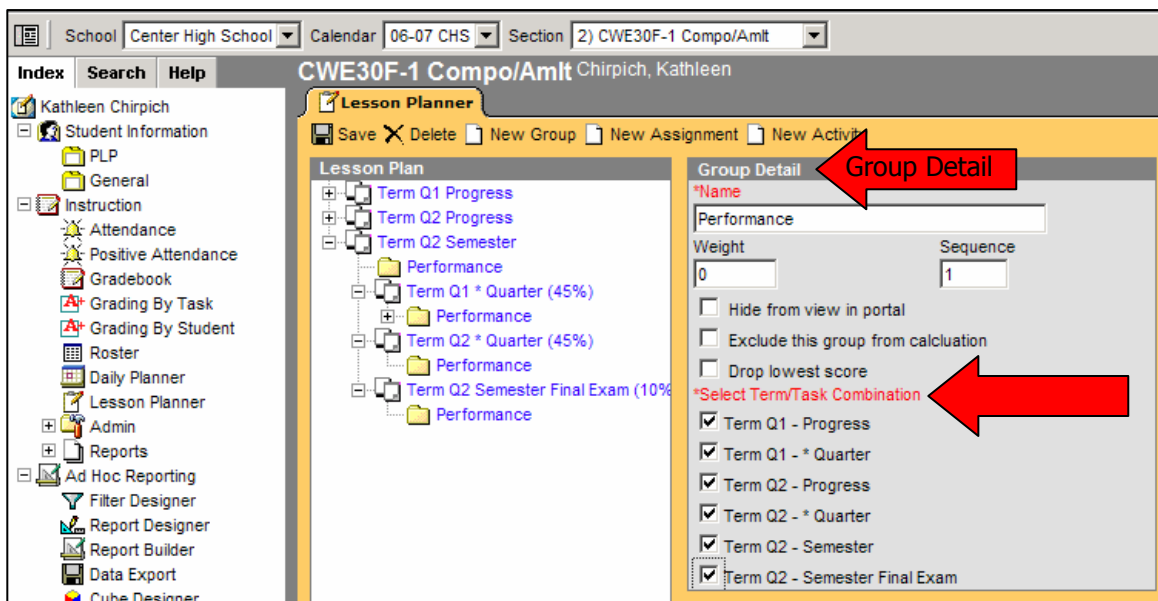 School Center High School Calendar 06-07 CHS Section 2) CWE30F-1 Compo/Amlt
Index Search Help
CWE30F-1 Compo/Amlt Chirpich, Kathleen
Kathleen Chirpich
Student Information
PLP
General
Instruction
Attendance
Positive Attendance
Gradebook
Grading By Task
Grading By Student
Roster
Daily Planner
Lesson Planner
Admin
Reports
Ad Hoc Reporting
Filter Designer
Report Designer
Report Builder
Data Export
Cube Designer
Lesson Planner
Save Delete New Group New Assignment New Activity
Lesson Plan
Term Q1 Progress
Term Q2 Progress
Term Q2 Semester
Performance
Term Q1 * Quarter (45%)
Performance
Term Q2 * Quarter (45%)
Performance
Term Q2 Semester Final Exam (10%
Performance
Group Detail
Group Detail
*Name
Performance
Weight Sequence
0 1
Hide from view in portal
Exclude this group from calcluation
Drop lowest score
*Select Term/Task Combination
Term Q1 - Progress
Term Q1 - * Quarter
Term Q2 - Progress
Term Q2 - * Quarter
Term Q2 - Semester
Term Q2 - Semester Final Exam